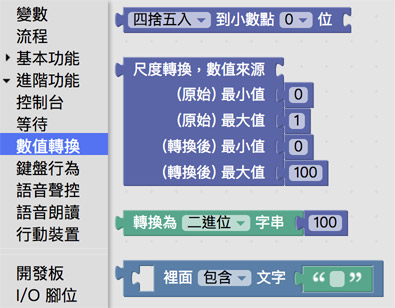 變數
流程
基本功能
進階功能
控制台
等待
數值轉換
鍵盤行為
語音聲控
語音朗讀
行動裝置
開發板
I/O 腳位
四捨五入 到小數點 0 位
尺度轉換，數值來源
(原始) 最小值 0
(原始) 最大值 1
(轉換後) 最小值 0
(轉換後) 最大值 100
轉換為 二進位 字串 100
裡面 包含 文字 “ ”